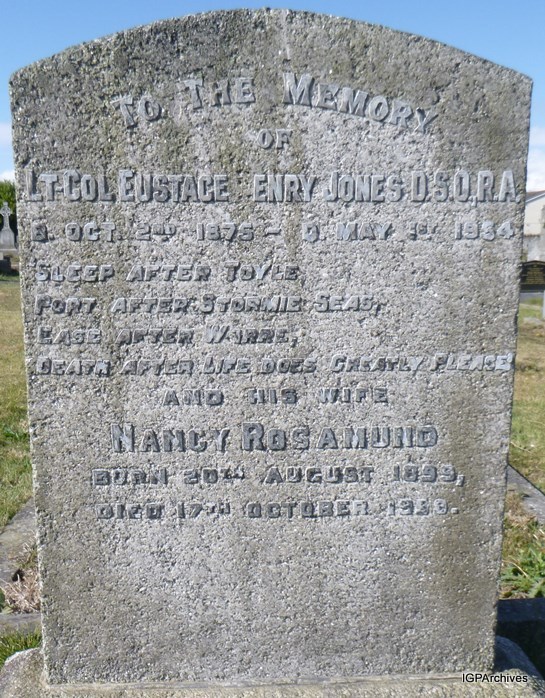 To The Memory
of
Lt-Col Eustace enry Jones D.S.O. R.A.
B. Oct. 2nd 1875 – D. May 1st 1934
Sleep after Toyle
Port after Stormie Seas,
Ease after Warre,
Death after Life does Greatly Please
and his wife
Nancy Rosamund
Born 20th August 1899,
Died 17th October
IGPArchives